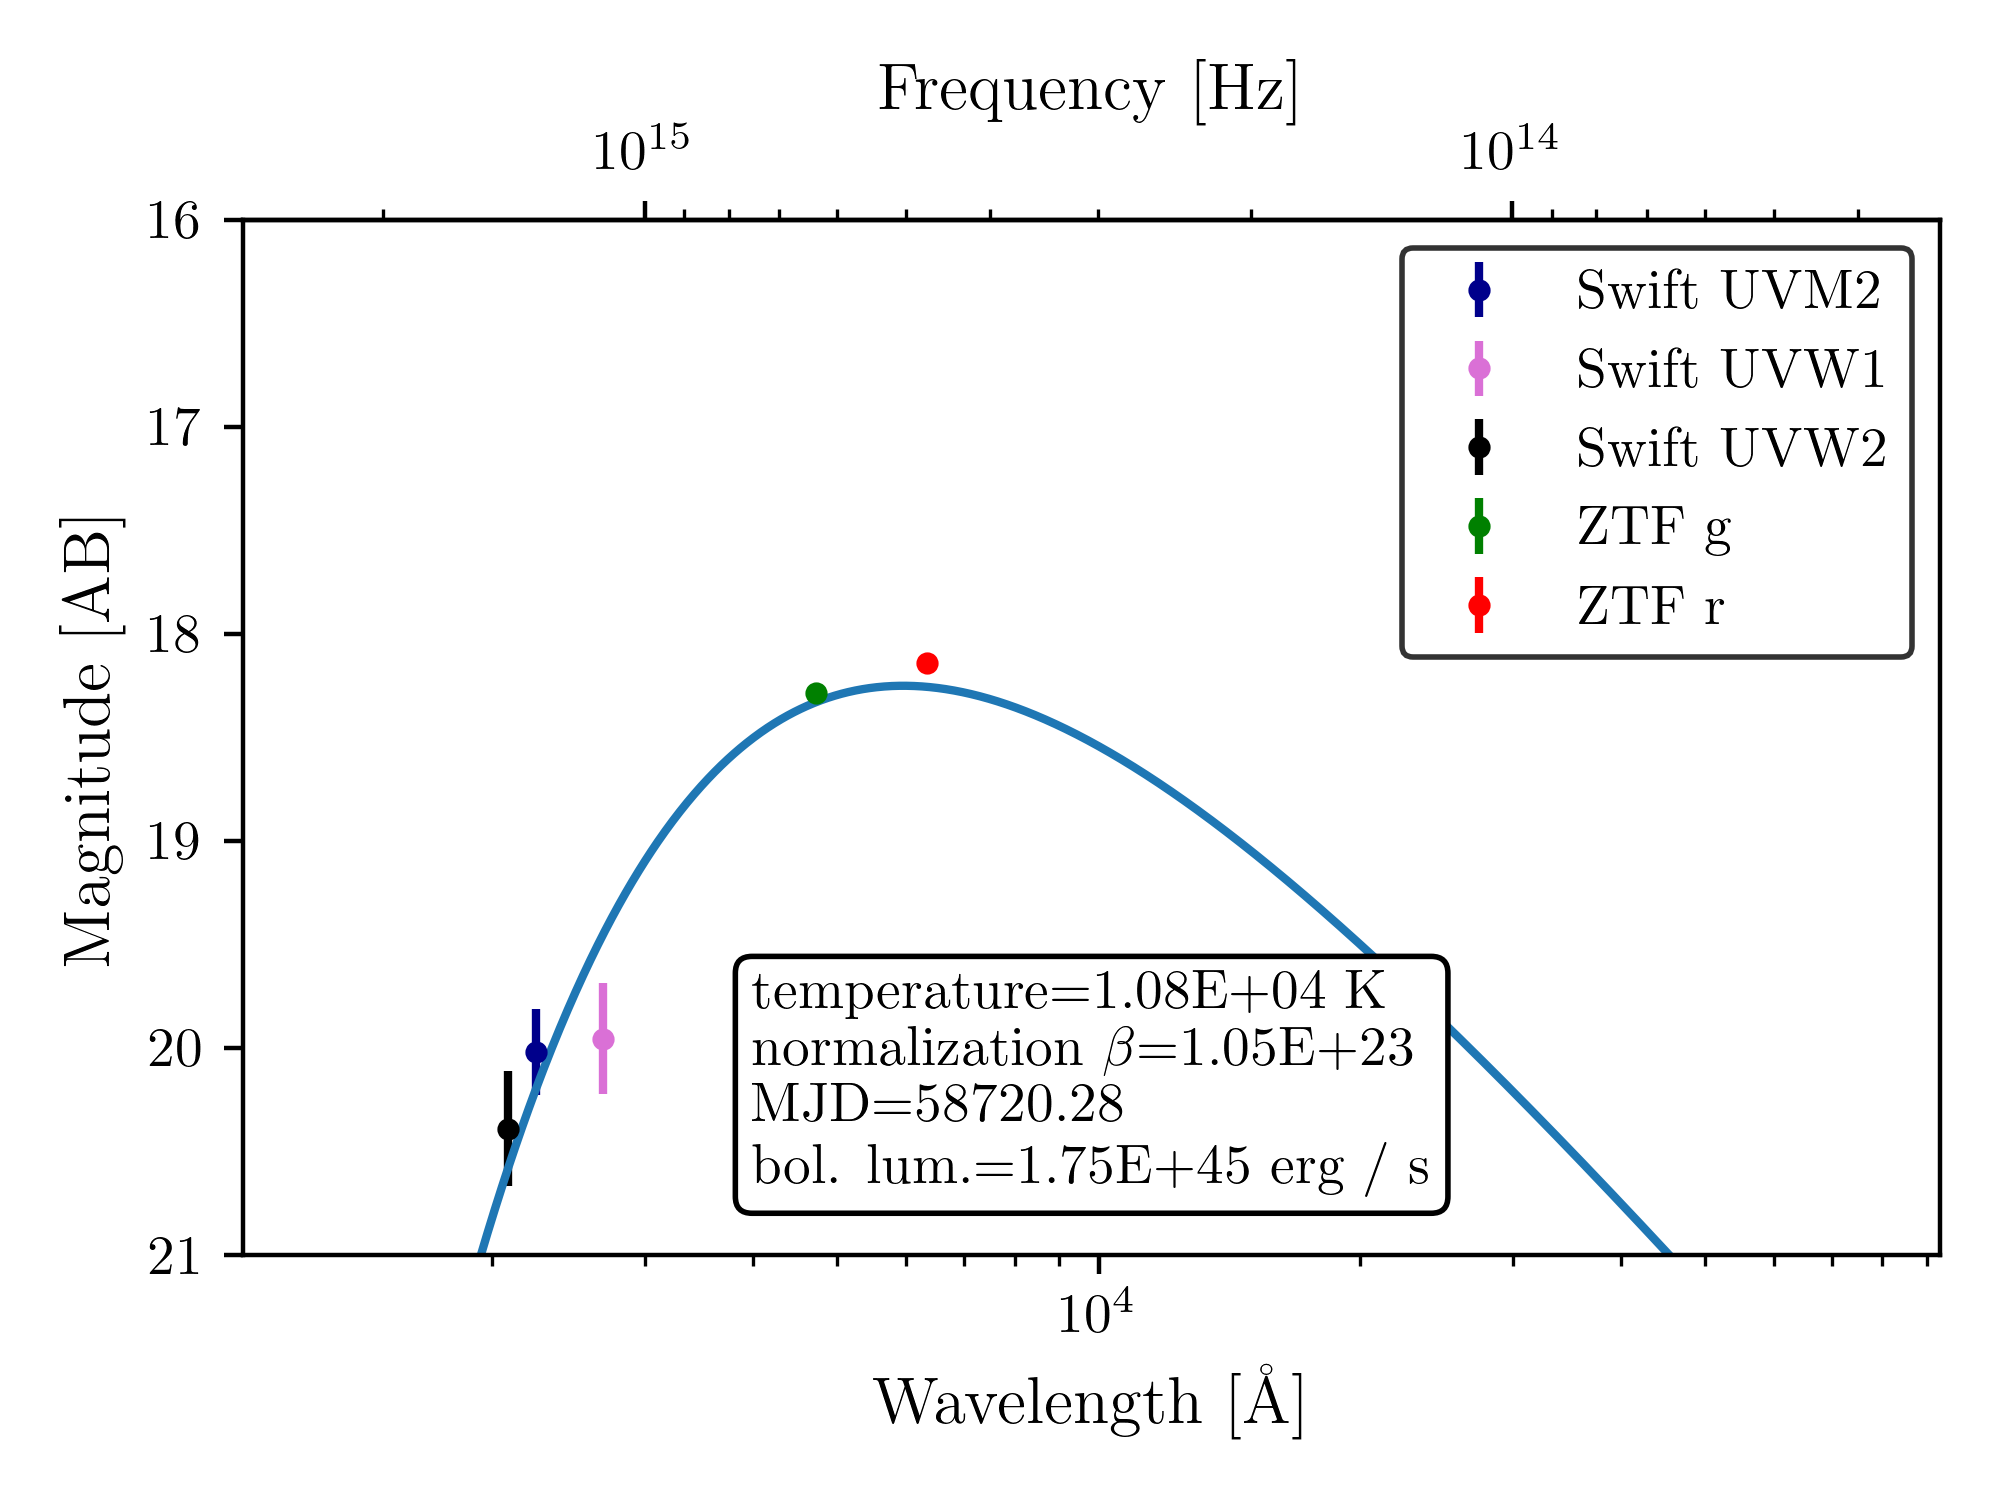 Frequency [Hz]
10^15 10^14
16
17
18
19
20
21
Magnitude [AB]
Swift UVM2
Swift UVW1
Swift UVW2
ZTF g
ZTF r
temperature=1.08E+04 K
normalization β=1.05E+23
MJD=58720.28
bol. lum.=1.75E+45 erg / s
10^4
Wavelength [Å]